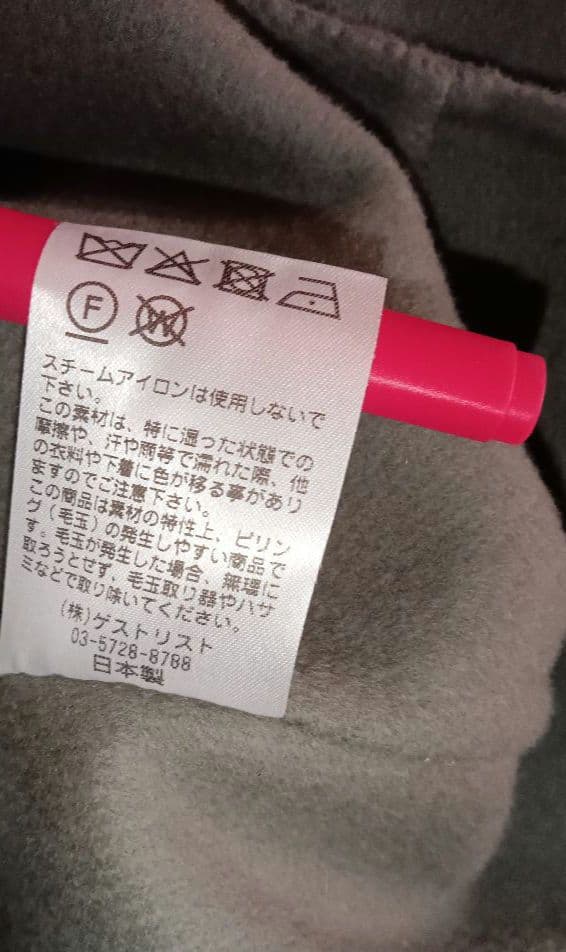 F
W
スチームアイロンは使用しないで
下さい。
この素材は、特に湿った状態での
摩擦や、汗や雨等で濡れた際、他
の衣料や下着に色が移る事があり
ますのでご注意下さい。
この商品は素材の特性上、ピリン
グ(毛玉)の発生しやすい商品で
す。毛玉が発生した場合、無理に
取ろうとせず、毛玉取り器やハサ
ミなどで取り除いてください。
(株)ゲストリスト
03-5728-8788
日本製